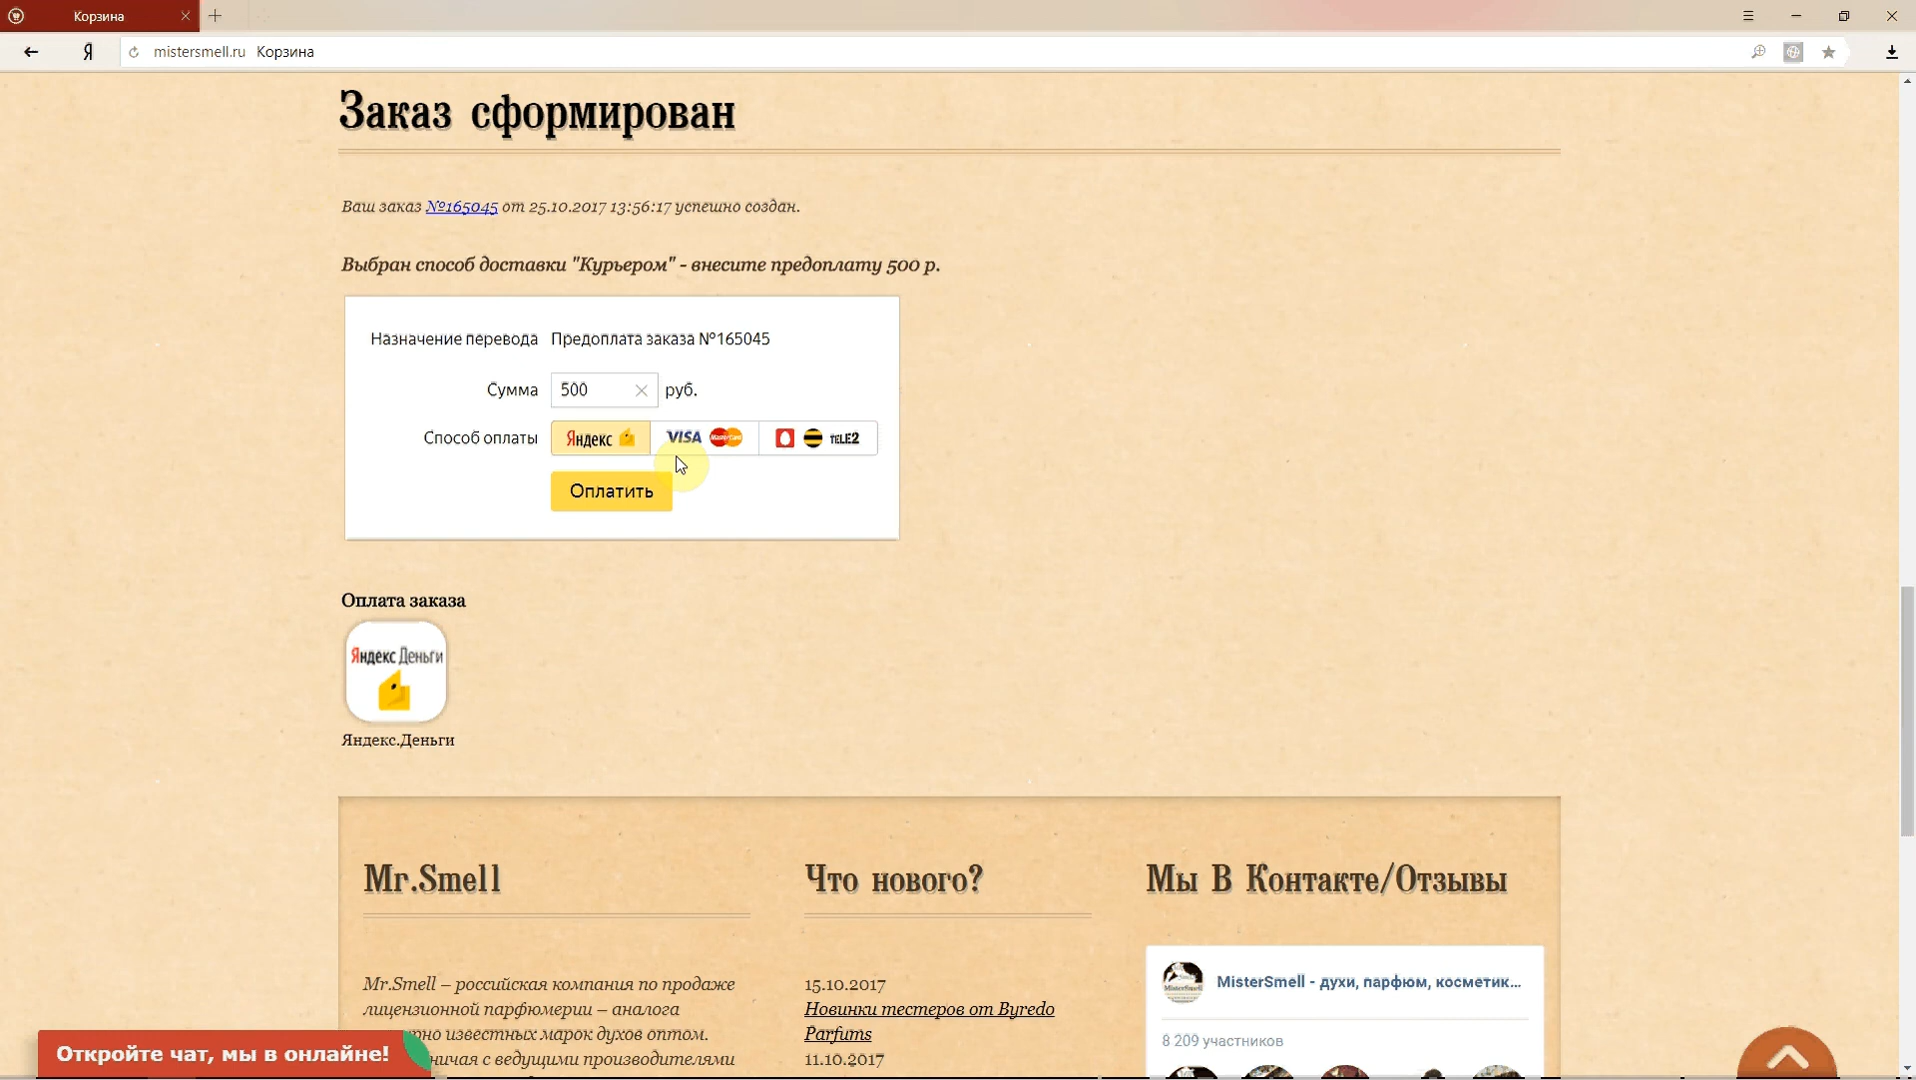 Корзина
mistersmell.ru Корзина
Заказ сформирован
Ваш заказ №165045 от 25.10.2017 13:56:17 успешно создан.
Выбран способ доставки "Курьером" - внесите предоплату 500 р.
Назначение перевода Предоплата заказа №165045
Сумма 500 руб.
Способ оплаты Яндекс VISA MasterCard TELE2
Оплатить
Оплата заказа
Яндекс Деньги
Яндекс.Деньги
Mr.Smell
Mr.Smell – российская компания по продаже
лицензионной парфюмерии – аналога
известных марок духов оптом.
с ведущими производителями
Что нового?
15.10.2017
Новинки тестеров от Byredo
Parfums
11.10.2017
Мы В Контакте/Отзывы
MisterSmell - духи, парфюм, косметик...
8 209 участников
Откройте чат, мы в онлайне!